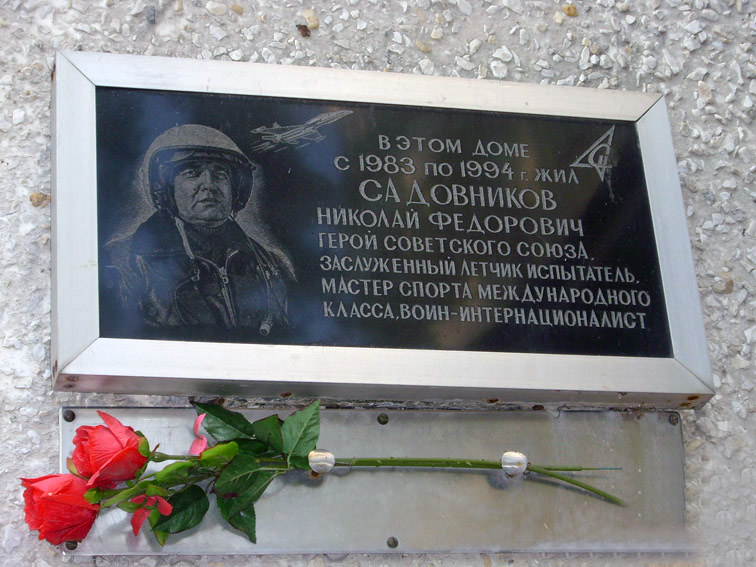 В ЭТОМ ДОМЕ
С 1983 ПО 1994 Г. ЖИЛ
САДОВНИКОВ
НИКОЛАЙ ФЕДОРОВИЧ
ГЕРОЙ СОВЕТСКОГО СОЮЗА,
ЗАСЛУЖЕННЫЙ ЛЕТЧИК ИСПЫТАТЕЛЬ,
МАСТЕР СПОРТА МЕЖДУНАРОДНОГО
КЛАССА, ВОИН-ИНТЕРНАЦИОНАЛИСТ